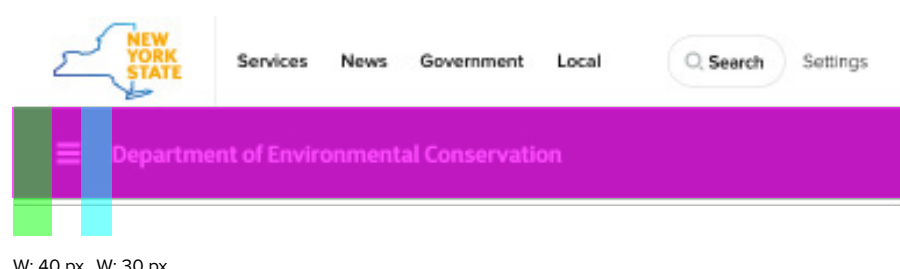 NEW
YORK
STATE
Services News Government Local Search Settings
Department of Environmental Conservation
W: 40 px W: 30 px